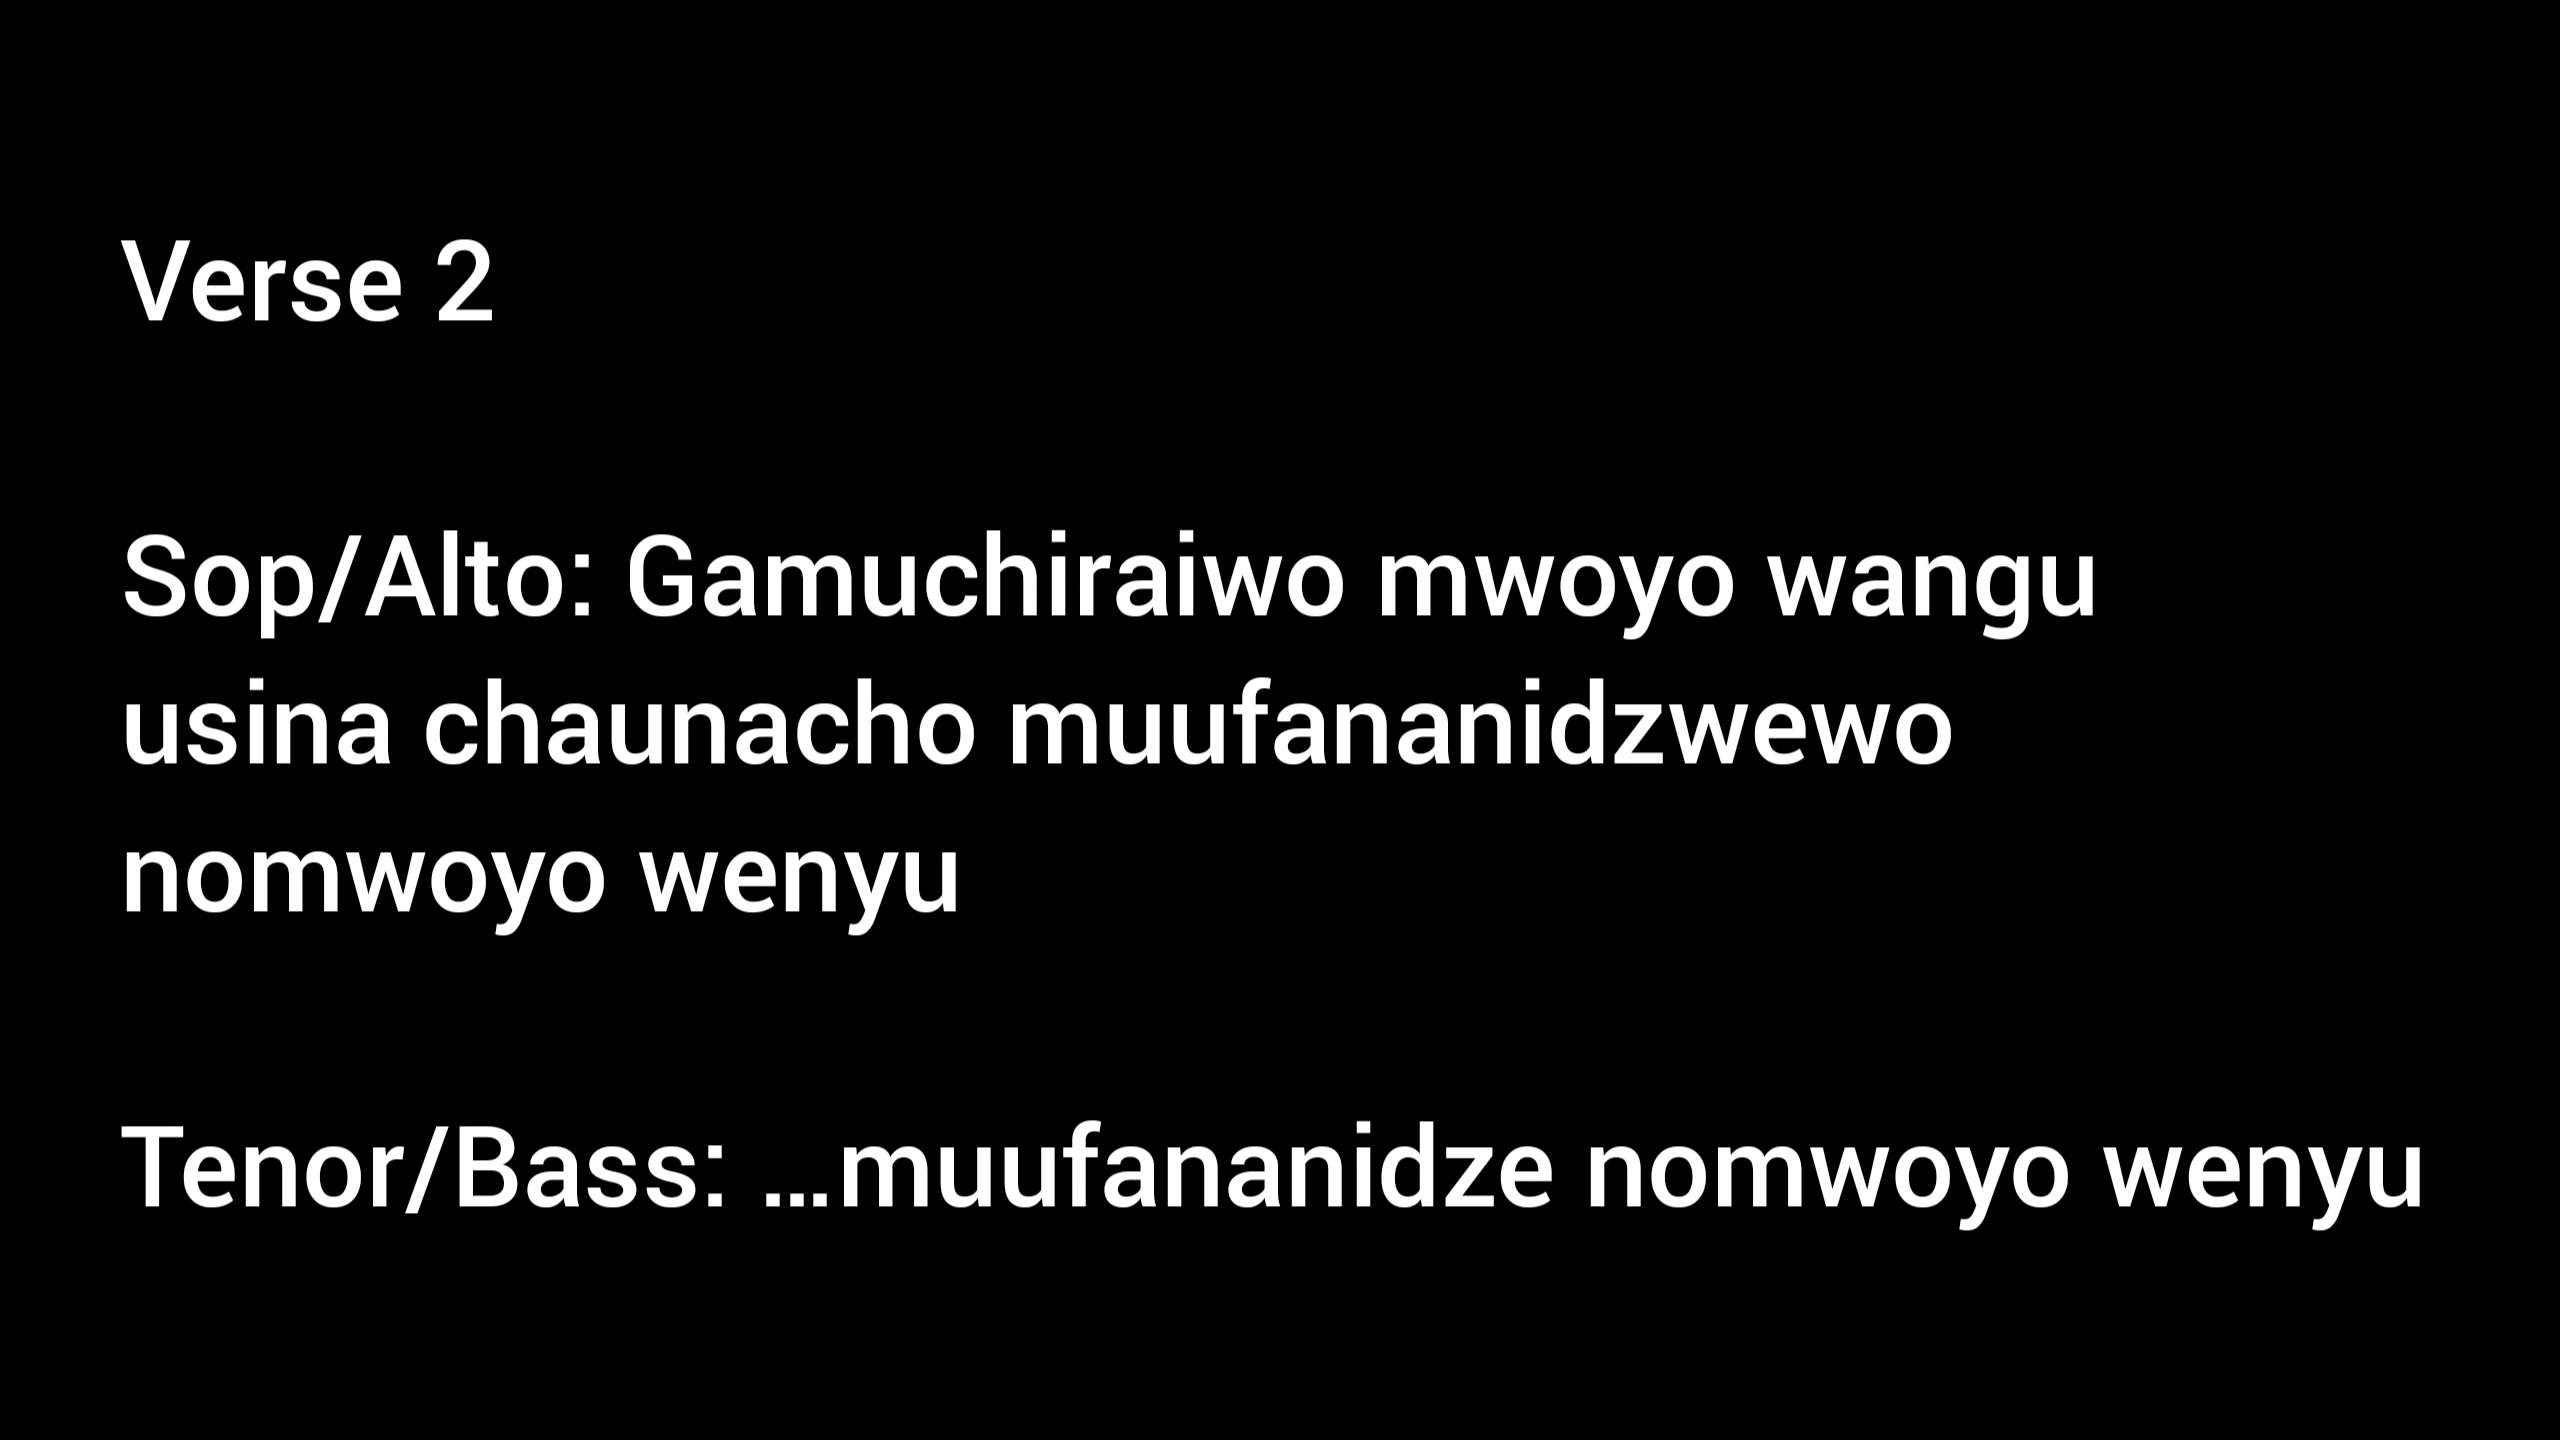 Verse 2
Sop/Alto: Gamuchiraiwo mwoyo wangu
usina chaunacho muufananidzwewo
nomwoyo wenyu
Tenor/Bass: ...muufananidze nomwoyo wenyu